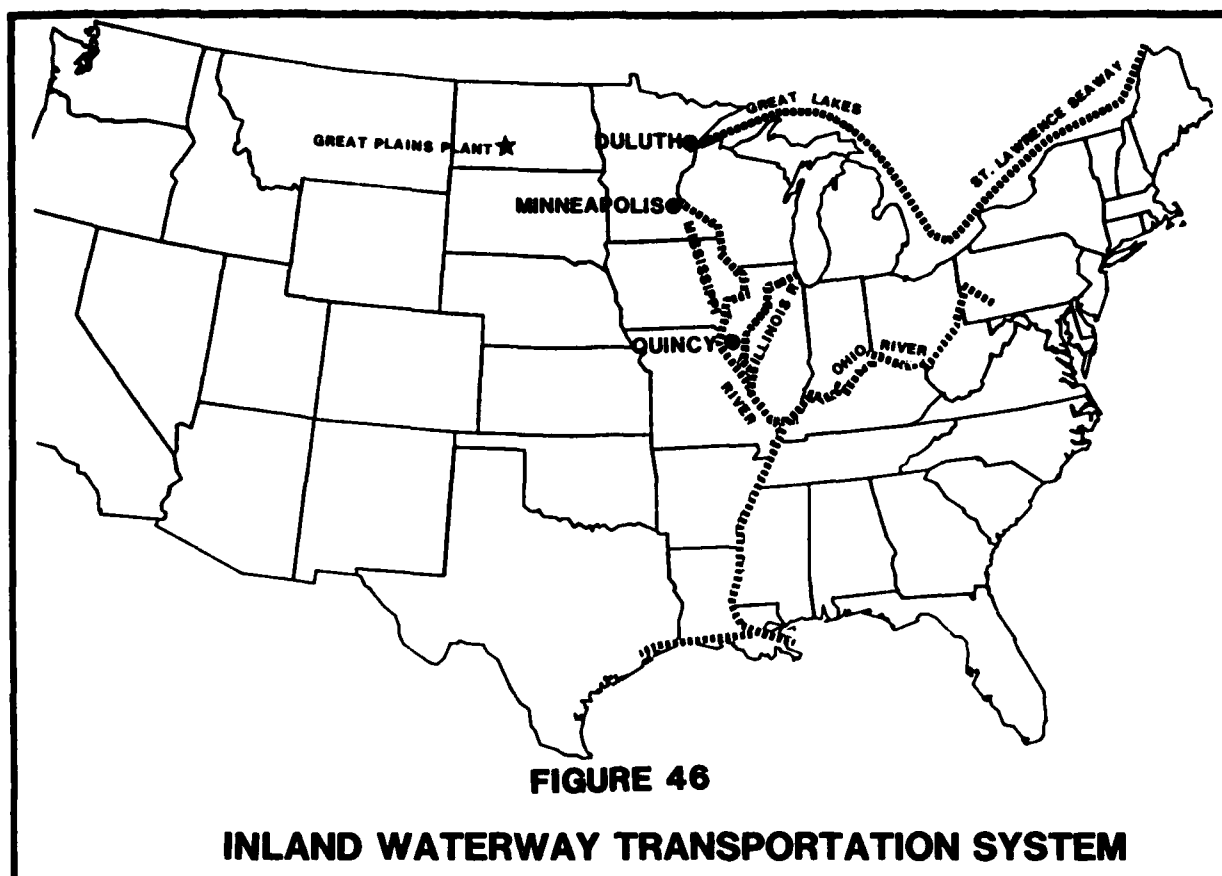 GREAT LAKES
ST. LAWRENCE SEAWAY
GREAT PLAINS PLANT
DULUTH
MINNEAPOLIS
MISSISSIPPI
RIVER
ILLINOIS R
QUINCY
OHIO RIVER
FIGURE 46
INLAND WATERWAY TRANSPORTATION SYSTEM